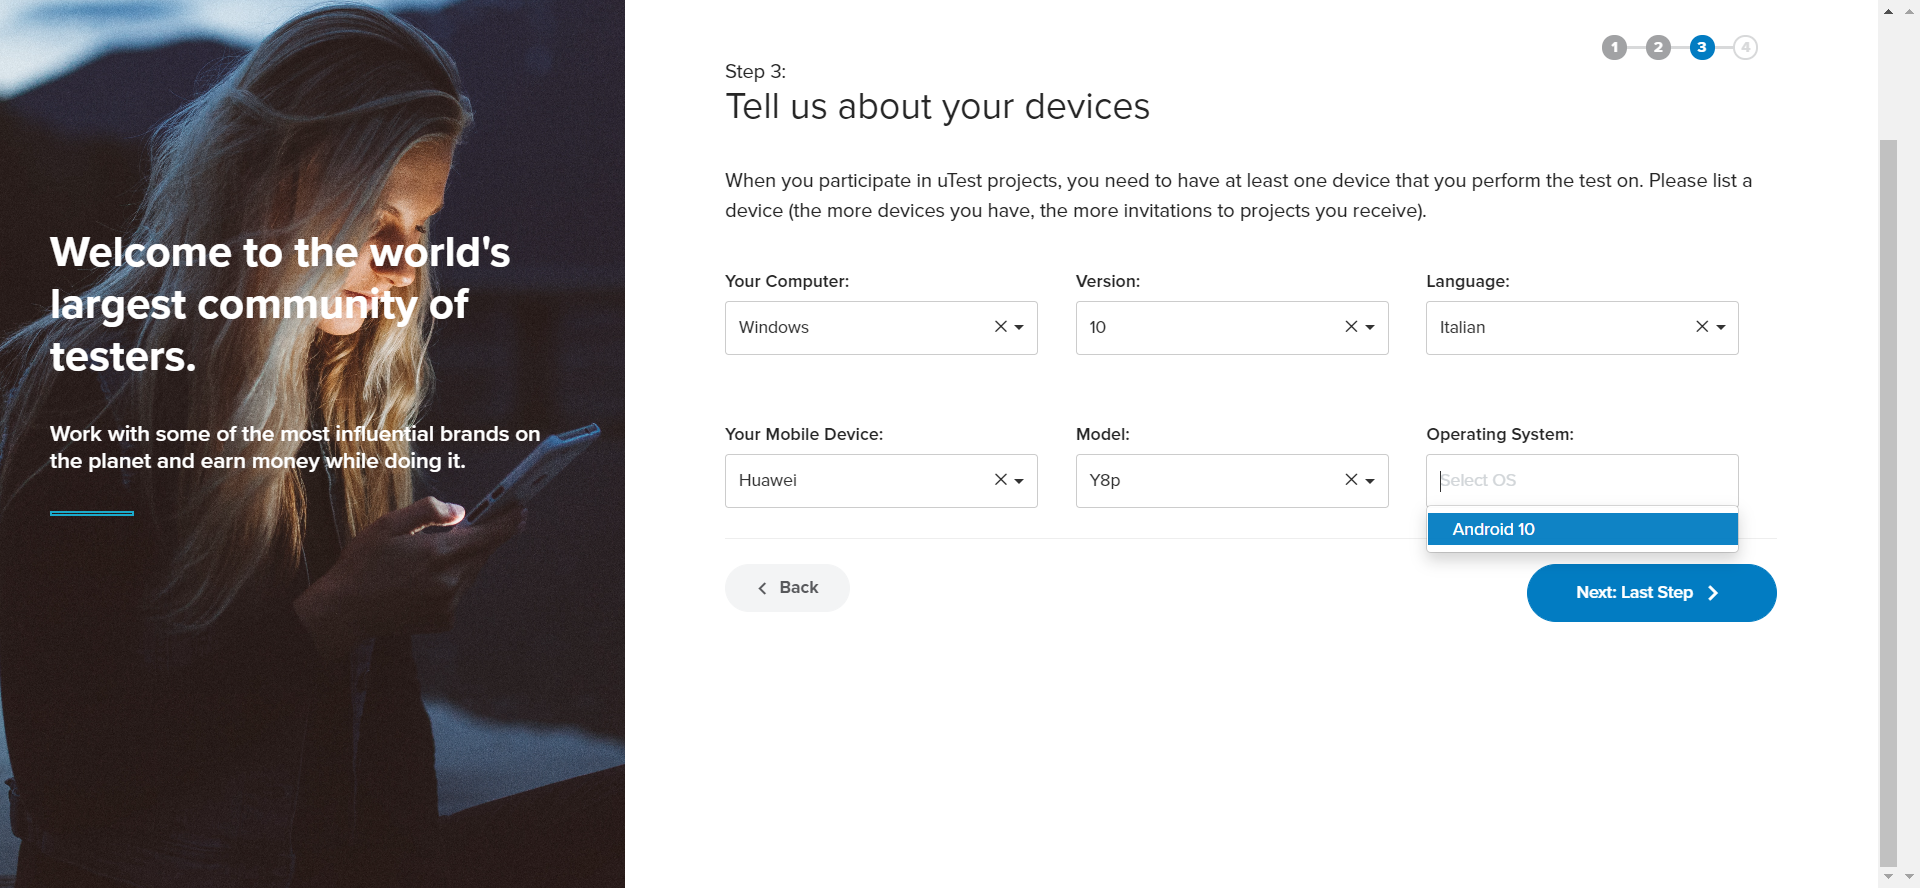 Welcome to the world's
largest community of
testers.
Work with some of the most influential brands on
the planet and earn money while doing it.
1 2 3 4
Step 3:
Tell us about your devices
When you participate in uTest projects, you need to have at least one device that you perform the test on. Please list a
device (the more devices you have, the more invitations to projects you receive).
Your Computer: Version: Language:
Windows 10 Italian
Your Mobile Device: Model: Operating System:
Huawei Y8p Select OS
Android 10
Back
Next: Last Step